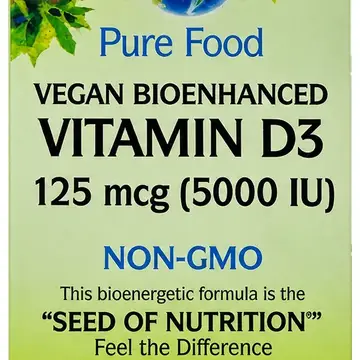 Pure Food
VEGAN BIOENHANCED
VITAMIN D3
125 mcg (5000 IU)
NON-GMO
This bioenergetic formula is the
“SEED OF NUTRITION®”
Feel the Difference